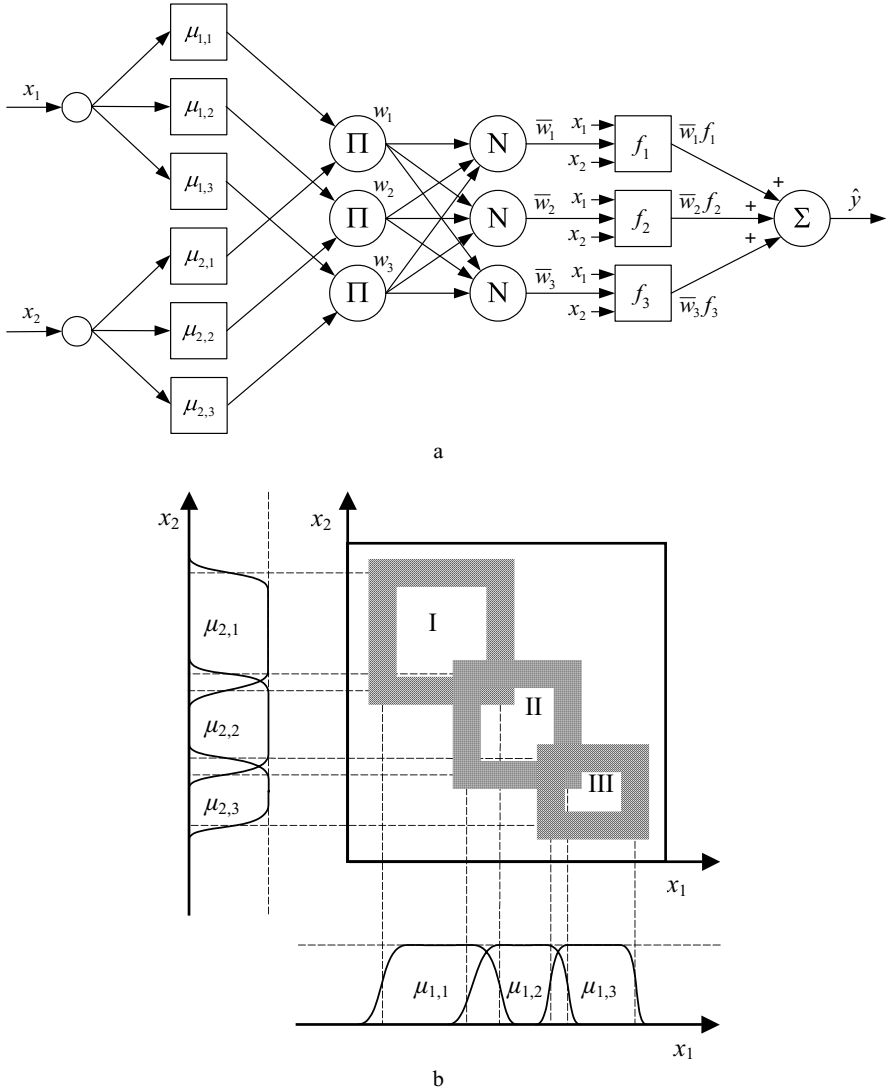 μ1,1
x1
μ1,2
μ1,3
μ2,1
x2
μ2,2
μ2,3
Π
w1
Π
w2
Π
w3
N
w̅1
N
w̅2
N
w̅3
x1
x2
f1
w̅1f1
x1
x2
f2
w̅2f2
x1
x2
f3
w̅3f3
+
+
+
Σ
ŷ
a
x2
μ2,1
μ2,2
μ2,3
x2
I
II
III
x1
μ1,1
μ1,2
μ1,3
x1
b